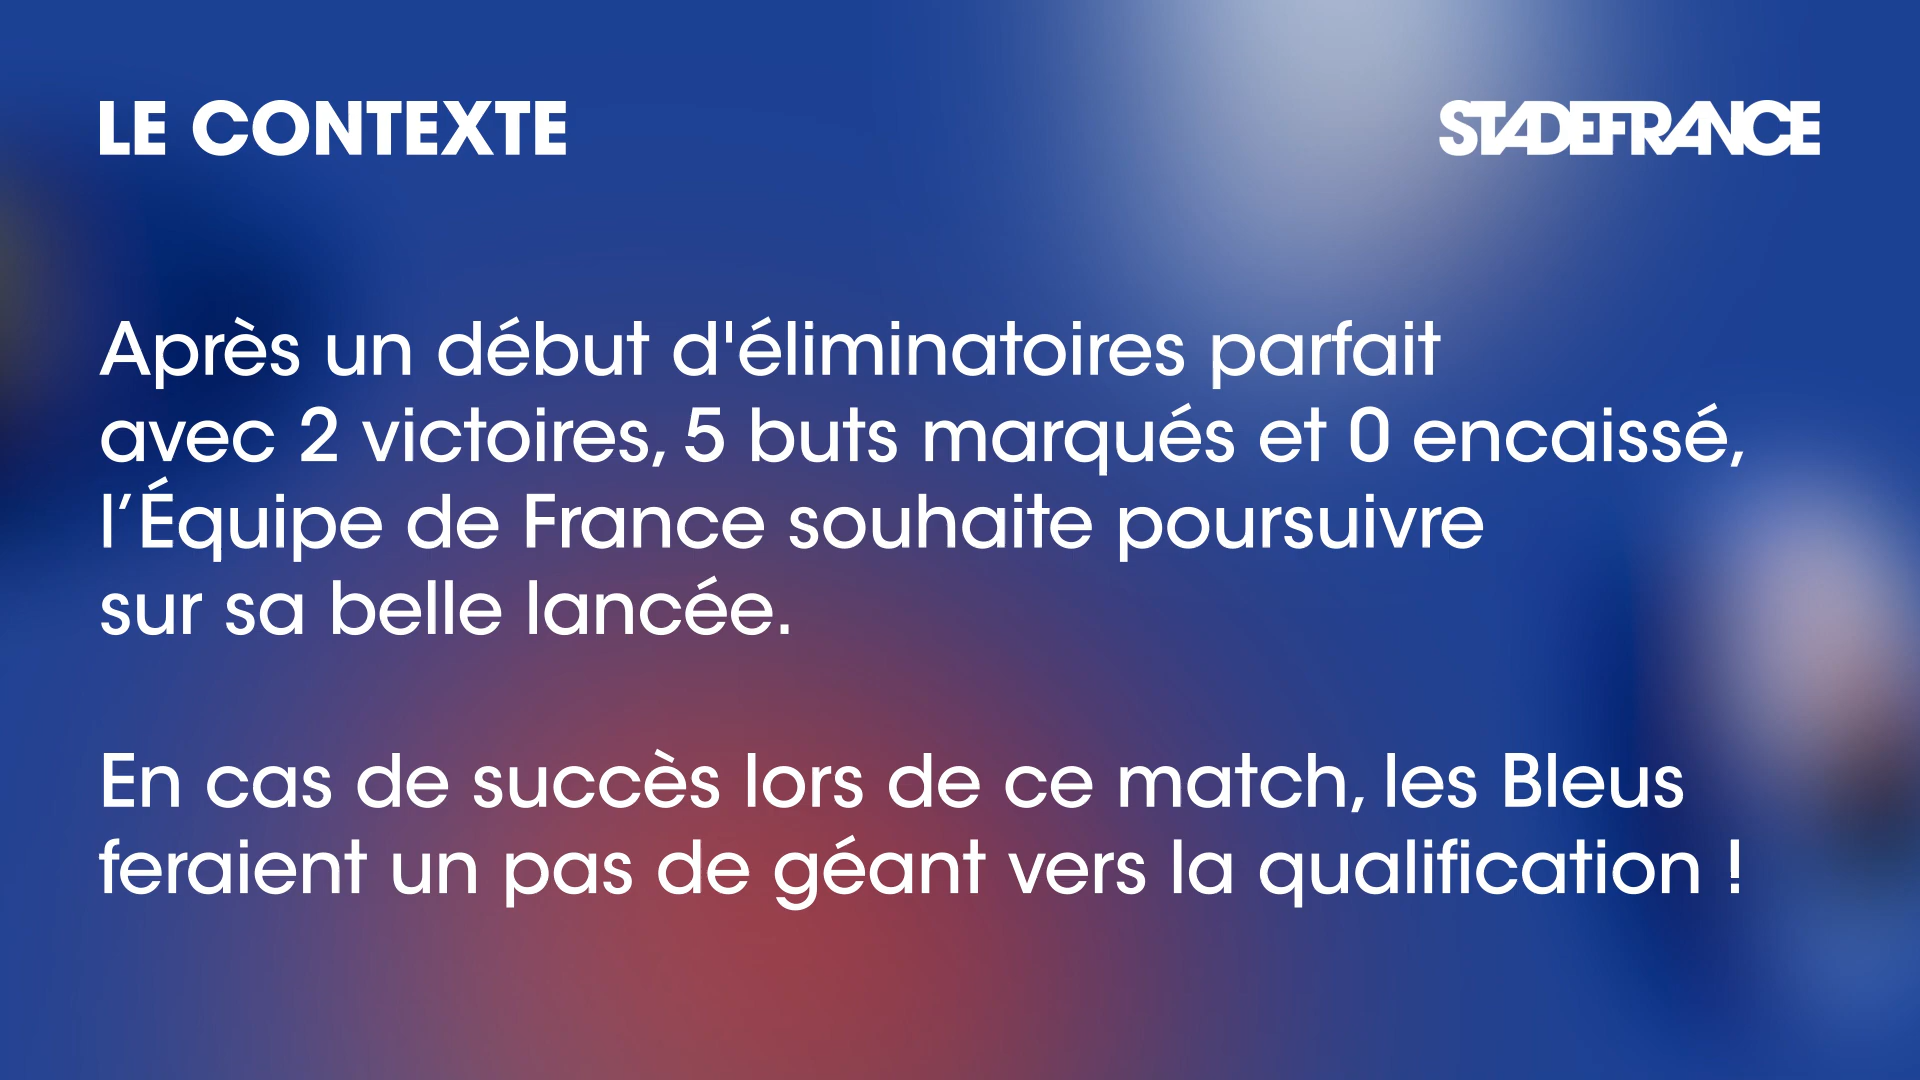 LE CONTEXTE
STADEFRANCE
Après un début d'éliminatoires parfait
avec 2 victoires, 5 buts marqués et 0 encaissé,
l’Équipe de France souhaite poursuivre
sur sa belle lancée.
En cas de succès lors de ce match, les Bleus
feraient un pas de géant vers la qualification !